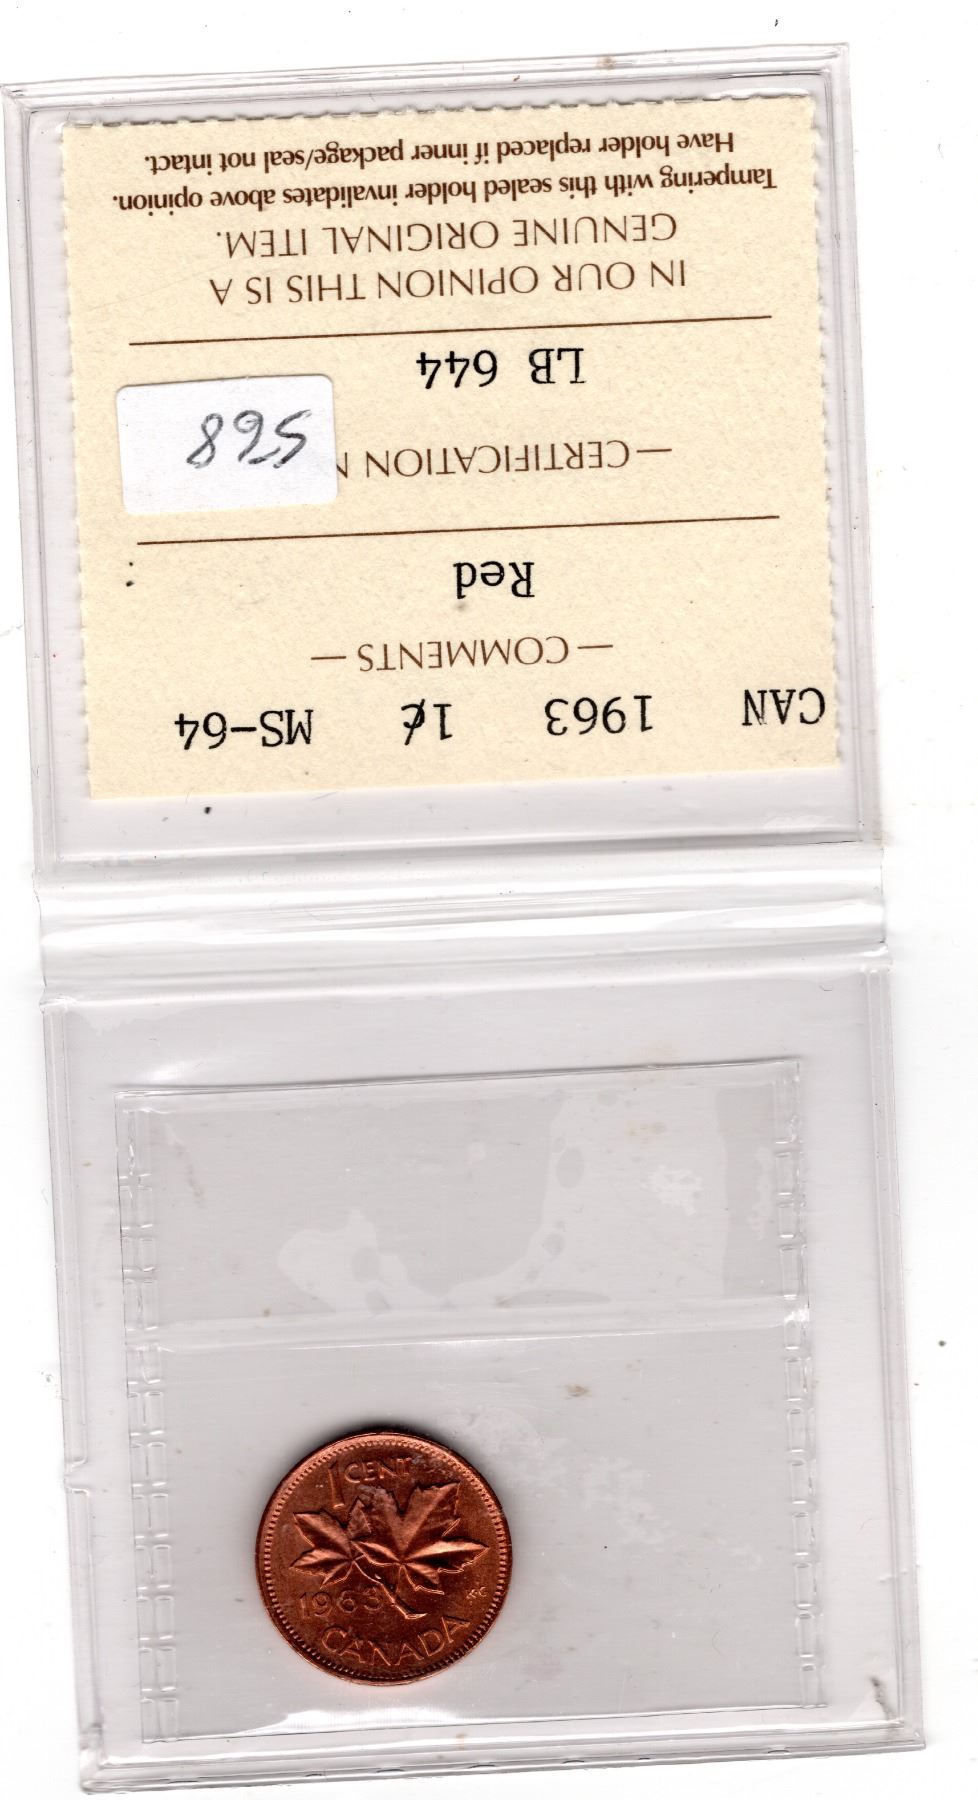 CAN 1963 1¢ MS-64
— COMMENTS —
Red
— CERTIFICATION N
568
LB 644
IN OUR OPINION THIS IS A
GENUINE ORIGINAL ITEM.
Tampering with this sealed holder invalidates above opinion.
Have holder replaced if inner package/seal not intact.
1 CENT
1963
CANADA